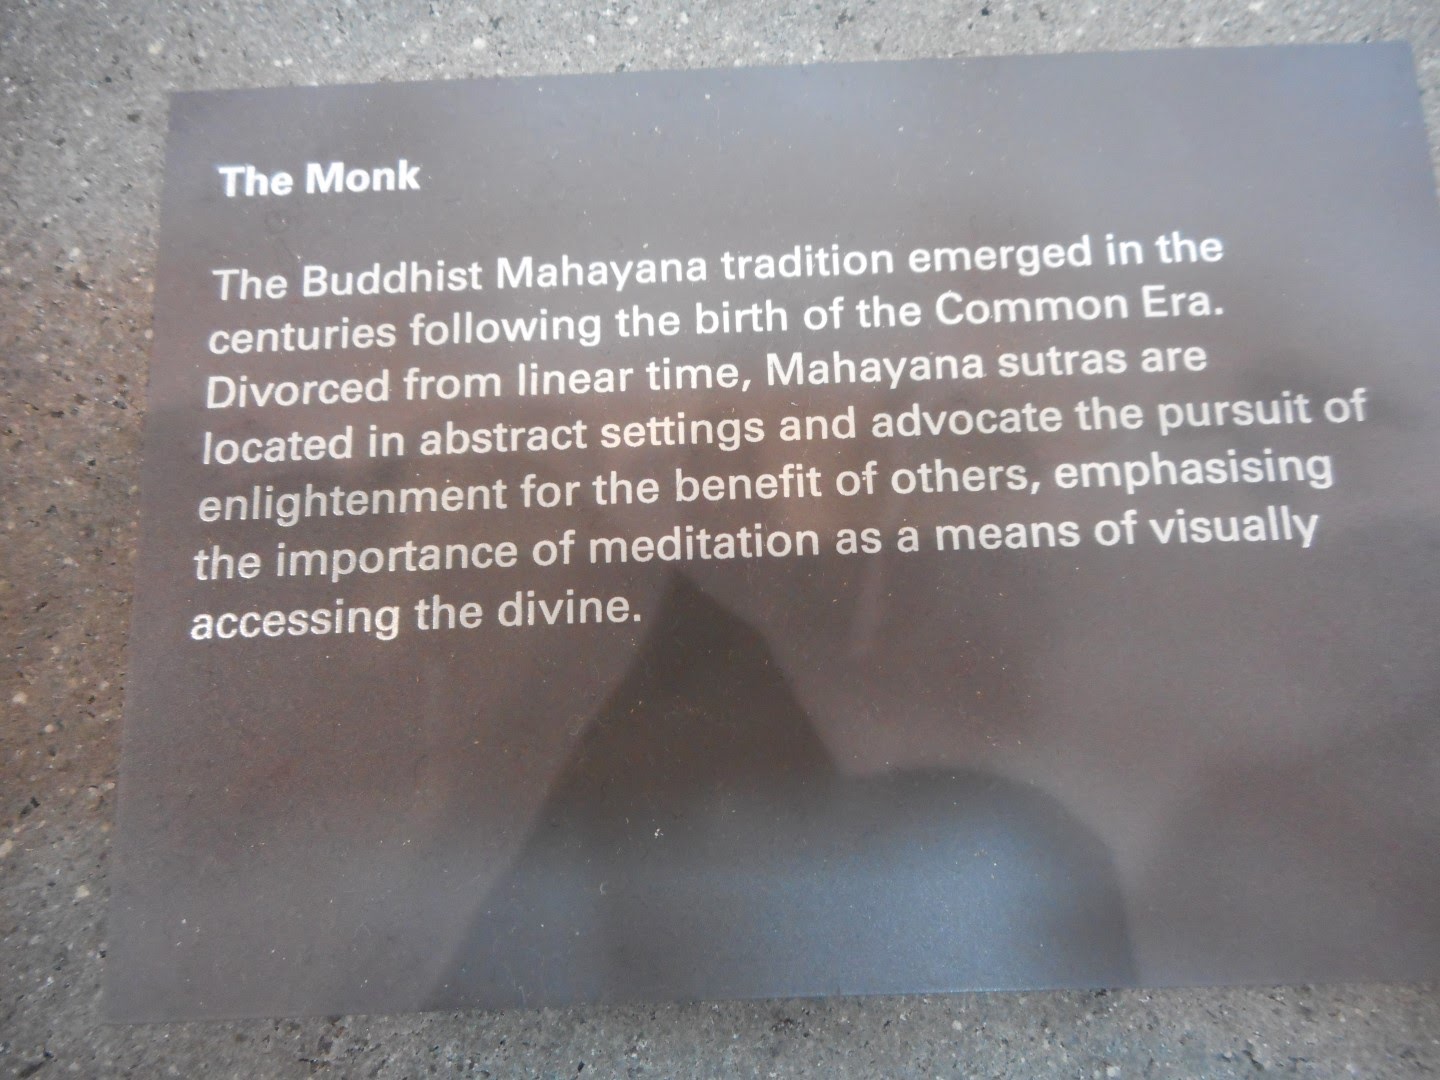 The Monk
The Buddhist Mahayana tradition emerged in the
centuries following the birth of the Common Era.
Divorced from linear time, Mahayana sutras are
located in abstract settings and advocate the pursuit of
enlightenment for the benefit of others, emphasising
the importance of meditation as a means of visually
accessing the divine.